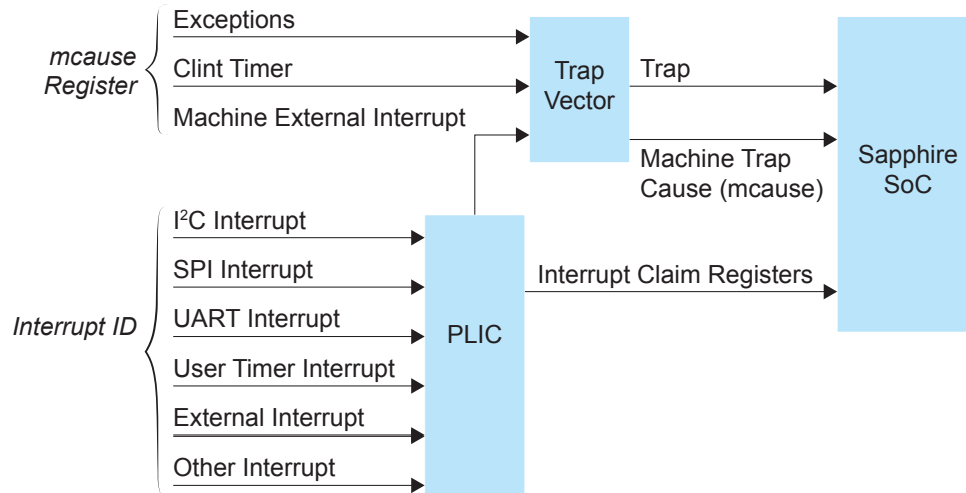 mcause
Register
Exceptions
Clint Timer
Machine External Interrupt
Trap
Vector
Trap
Machine Trap
Cause (mcause)
Sapphire
SoC
Interrupt ID
I²C Interrupt
SPI Interrupt
UART Interrupt
User Timer Interrupt
External Interrupt
Other Interrupt
PLIC
Interrupt Claim Registers